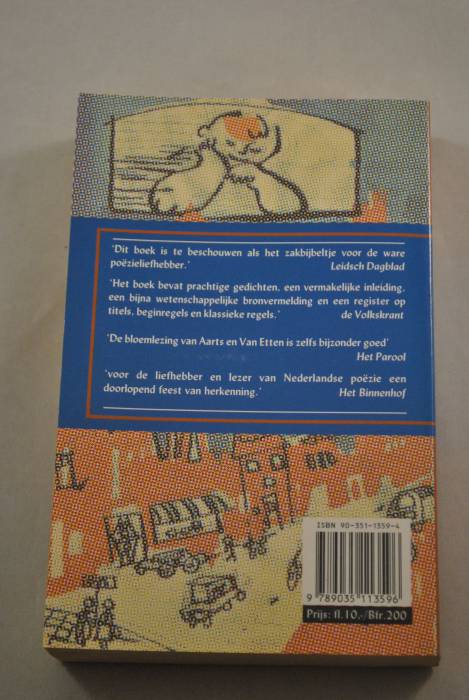 'Dit boek is te beschouwen als het zakbijbeltje voor de ware
poëzieliefhebber.' Leidsch Dagblad
'Het boek bevat prachtige gedichten, een vermakelijke inleiding,
een bijna wetenschappelijke bronvermelding en een register op
titels, beginregels en klassieke regels.' de Volkskrant
'De bloemlezing van Aarts en Van Etten is zelfs bijzonder goed'
Het Parool
'voor de liefhebber en lezer van Nederlandse poëzie een
doorlopend feest van herkenning.' Het Binnenhof
ISBN 90-351-1359-4
9 789035 113596
Prijs: fl.10,-/Bfr.200